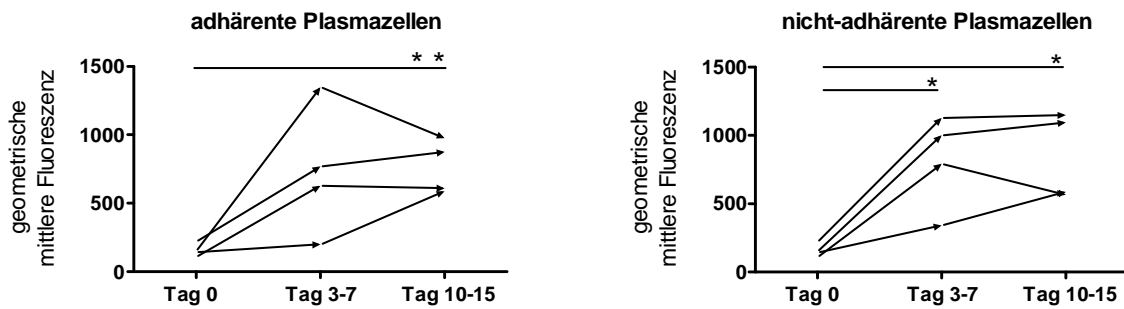 adhärente Plasmazellen
* *
1500
1000
500
0
geometrische
mittlere Fluoreszenz
Tag 0 Tag 3-7 Tag 10-15
nicht-adhärente Plasmazellen
*
*
1500
1000
500
0
geometrische
mittlere Fluoreszenz
Tag 0 Tag 3-7 Tag 10-15